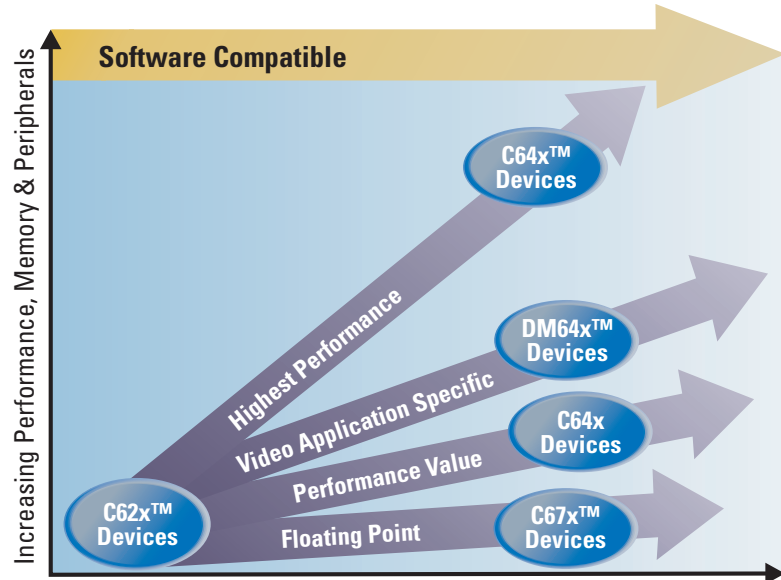 Increasing Performance, Memory & Peripherals
Software Compatible
C64x™
Devices
Highest Performance
DM64x™
Devices
Video Application Specific
C64x
Devices
Performance Value
C62x™
Devices
C67x™
Devices
Floating Point